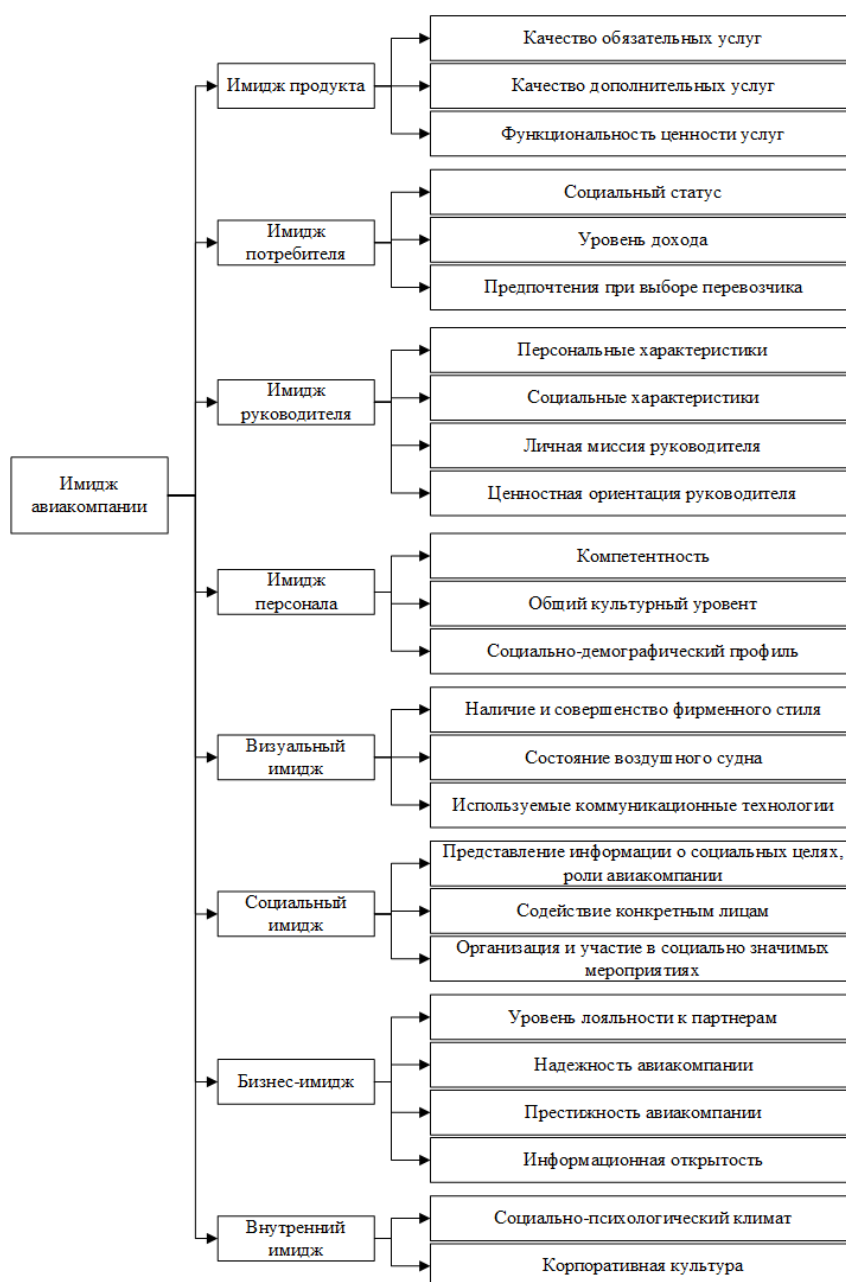 Имидж авиакомпании
Имидж продукта
Качество обязательных услуг
Качество дополнительных услуг
Функциональность ценности услуг
Имидж
потребителя
Социальный статус
Уровень дохода
Предпочтения при выборе перевозчика
Имидж
руководителя
Персональные характеристики
Социальные характеристики
Личная миссия руководителя
Ценностная ориентация руководителя
Имидж
персонала
Компетентность
Общий культурный уровент
Социально-демографический профиль
Визуальный
имидж
Наличие и совершенство фирменного стиля
Состояние воздушного судна
Используемые коммуникационные технологии
Социальный
имидж
Представление информации о социальных целях,
роли авиакомпании
Содействие конкретным лицам
Организация и участие в социально значимых
мероприятиях
Бизнес-имидж
Уровень лояльности к партнерам
Надежность авиакомпании
Престижность авиакомпании
Информационная открытость
Внутренний
имидж
Социально-психологический климат
Корпоративная культура